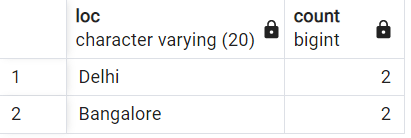 loc count
character varying (20) bigint
1 Delhi 2
2 Bangalore 2